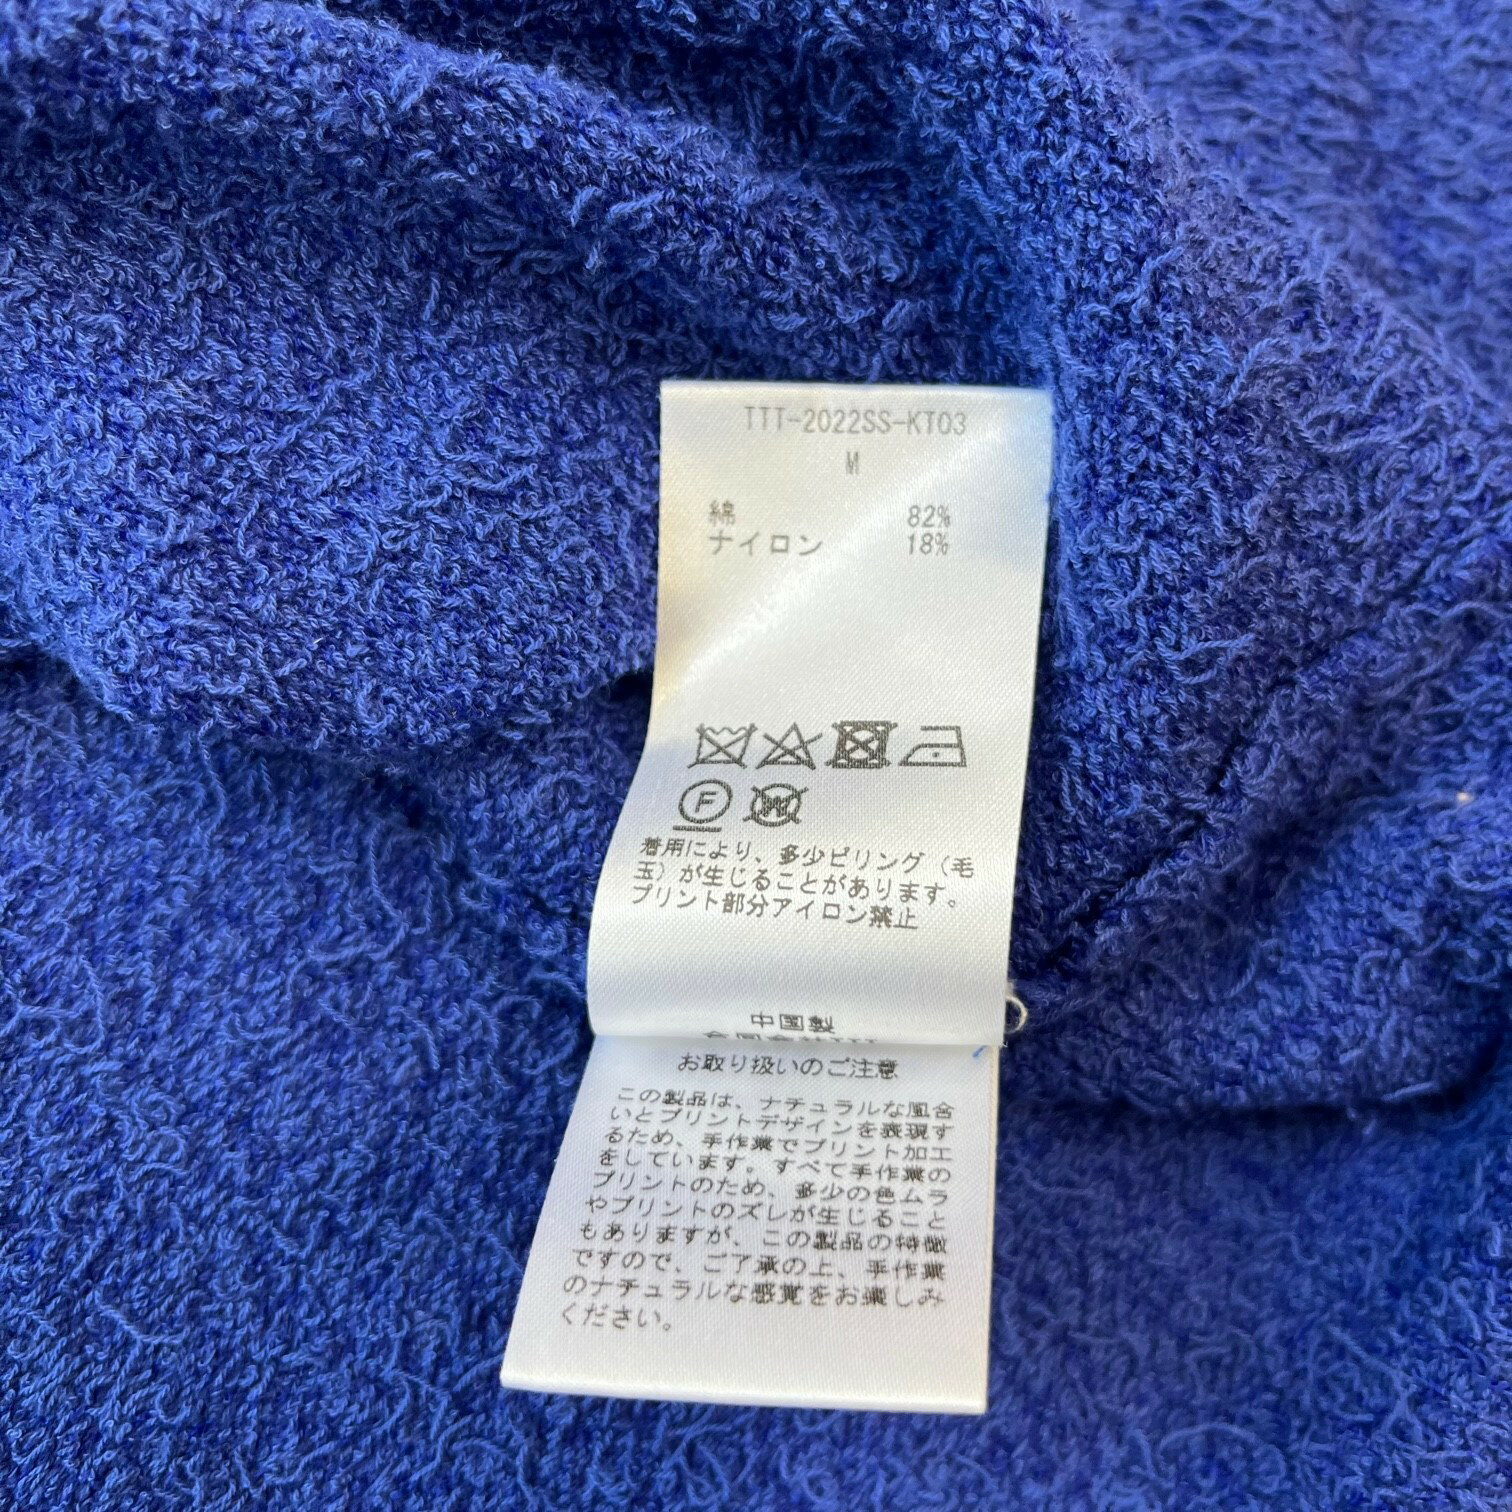 TTT-2022SS-KT03
M
綿 82%
ナイロン 18%
F
W
着用により、多少ピリング（毛
玉）が生じることがあります。
プリント部分アイロン禁止
中国製
お取り扱いのご注意
この製品は、ナチュラルな風合
いとプリントデザインを表現す
るため、手作業でプリント加工
をしています。すべて手作業の
プリントのため、多少の色ムラ
やプリントのズレが生じること
もありますが、この製品の特徴
ですので、ご了承の上、手作業
のナチュラルな感覚をお楽しみ
ください。